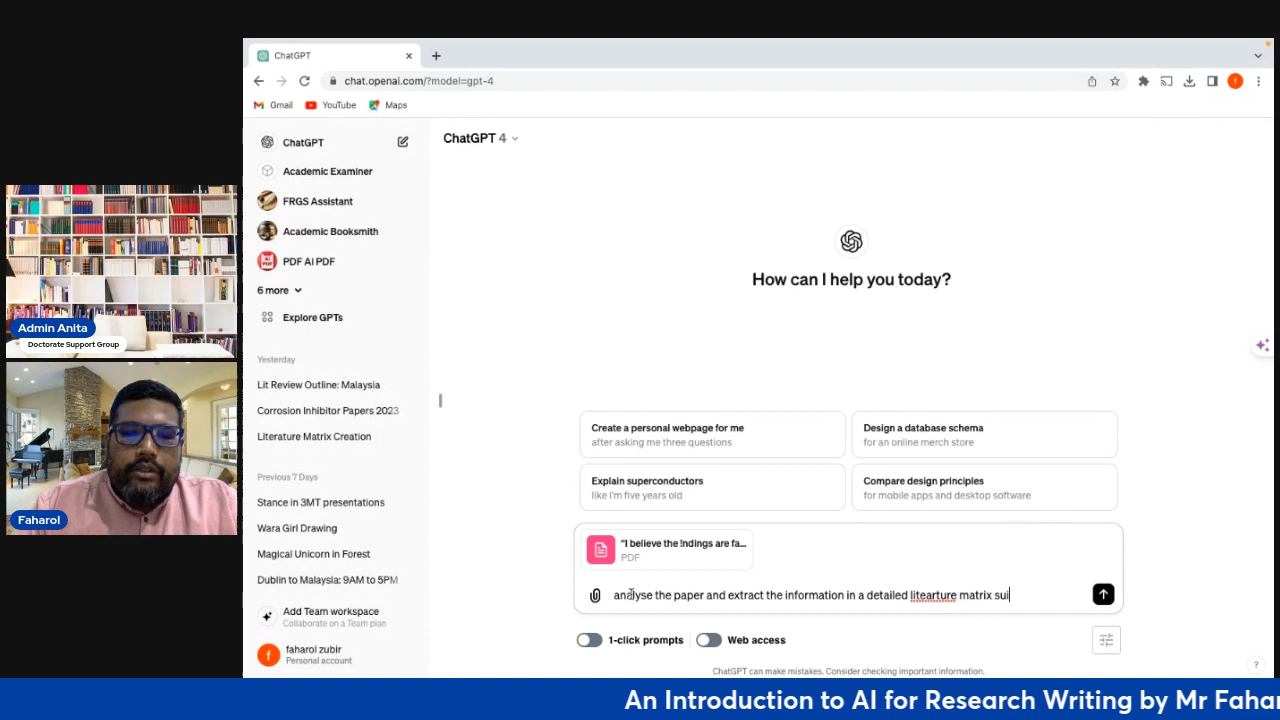 ChatGPT
chat.openai.com/?model=gpt-4
Gmail
YouTube
Maps
f
ChatGPT
Academic Examiner
FRGS Assistant
Academic Booksmith
PDF Ai PDF
6 more
Explore GPTs
Yesterday
Lit Review Outline: Malaysia
Corrosion Inhibitor Papers 2023
Literature Matrix Creation
Previous 7 Days
Stance in 3MT presentations
Wara Girl Drawing
Magical Unicorn in Forest
Dublin to Malaysia: 9AM to 5PM
Add Team workspace
Collaborate on a Team plan
f
faharol zubir
Personal account
ChatGPT 4
How can I help you today?
Create a personal webpage for me
after asking me three questions
Design a database schema
for an online merch store
Explain superconductors
like I'm five years old
Compare design principles
for mobile apps and desktop software
"I believe the !ndings are fa...
PDF
analyse the paper and extract the information in a detailed litearture matrix sui
1-click prompts
Web access
ChatGPT can make mistakes. Consider checking important information.
?
Admin Anita
Doctorate Support Group
Faharol
An Introduction to AI for Research Writing by Mr Fahar